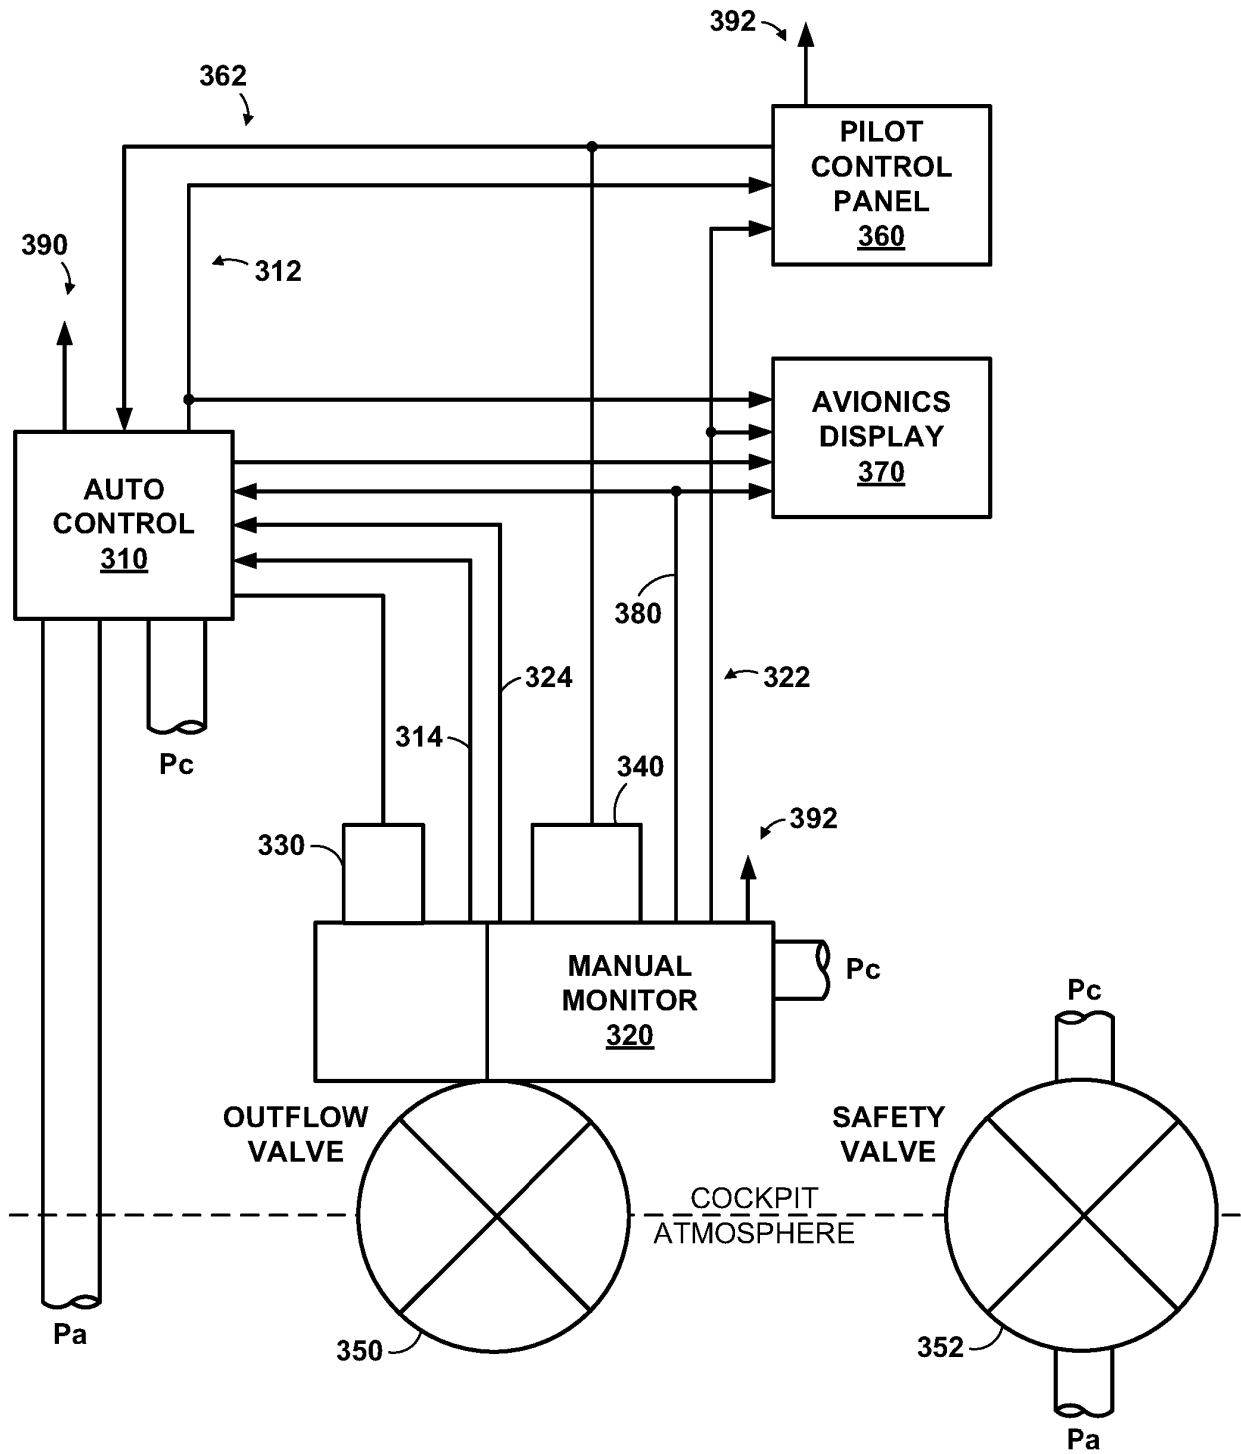 392
362
PILOT
CONTROL
PANEL
360
390
312
AVIONICS
DISPLAY
370
AUTO
CONTROL
310
380
324
322
314
Pc
340
392
330
MANUAL
MONITOR
320
Pc
Pc
OUTFLOW
VALVE
SAFETY
VALVE
COCKPIT
ATMOSPHERE
Pa
350
352
Pa